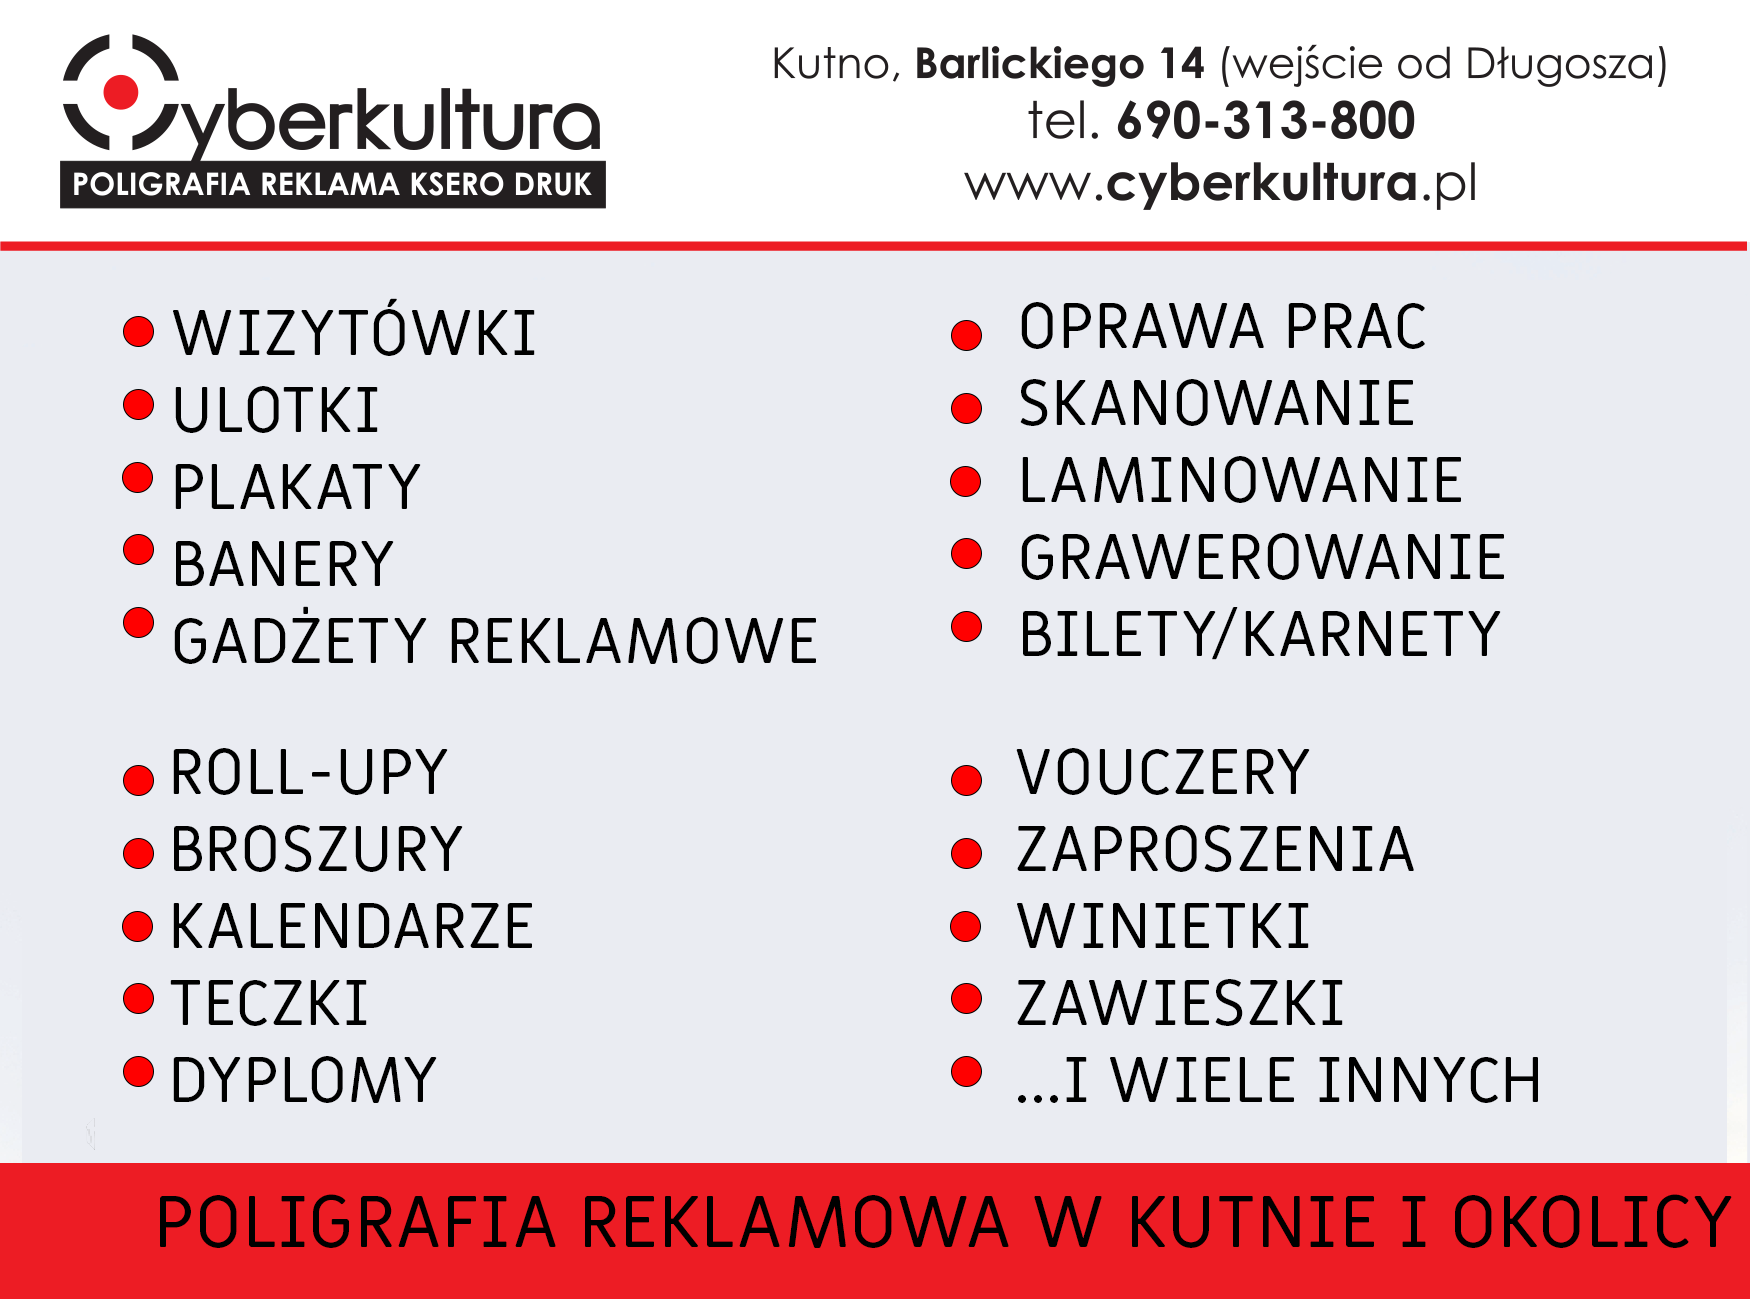 Cyberkultura
POLIGRAFIA REKLAMA KSERO DRUK
Kutno, Barlickiego 14 (wejście od Długosza)
tel. 690-313-800
www.cyberkultura.pl
WIZYTÓWKI
ULOTKI
PLAKATY
BANERY
GADŻETY REKLAMOWE
OPRAWA PRAC
SKANOWANIE
LAMINOWANIE
GRAWEROWANIE
BILETY/KARNETY
ROLL-UPY
BROSZURY
KALENDARZE
TECZKI
DYPLOMY
VOUCZERY
ZAPROSZENIA
WINIETKI
ZAWIESZKI
...I WIELE INNYCH
POLIGRAFIA REKLAMOWA W KUTNIE I OKOLICY